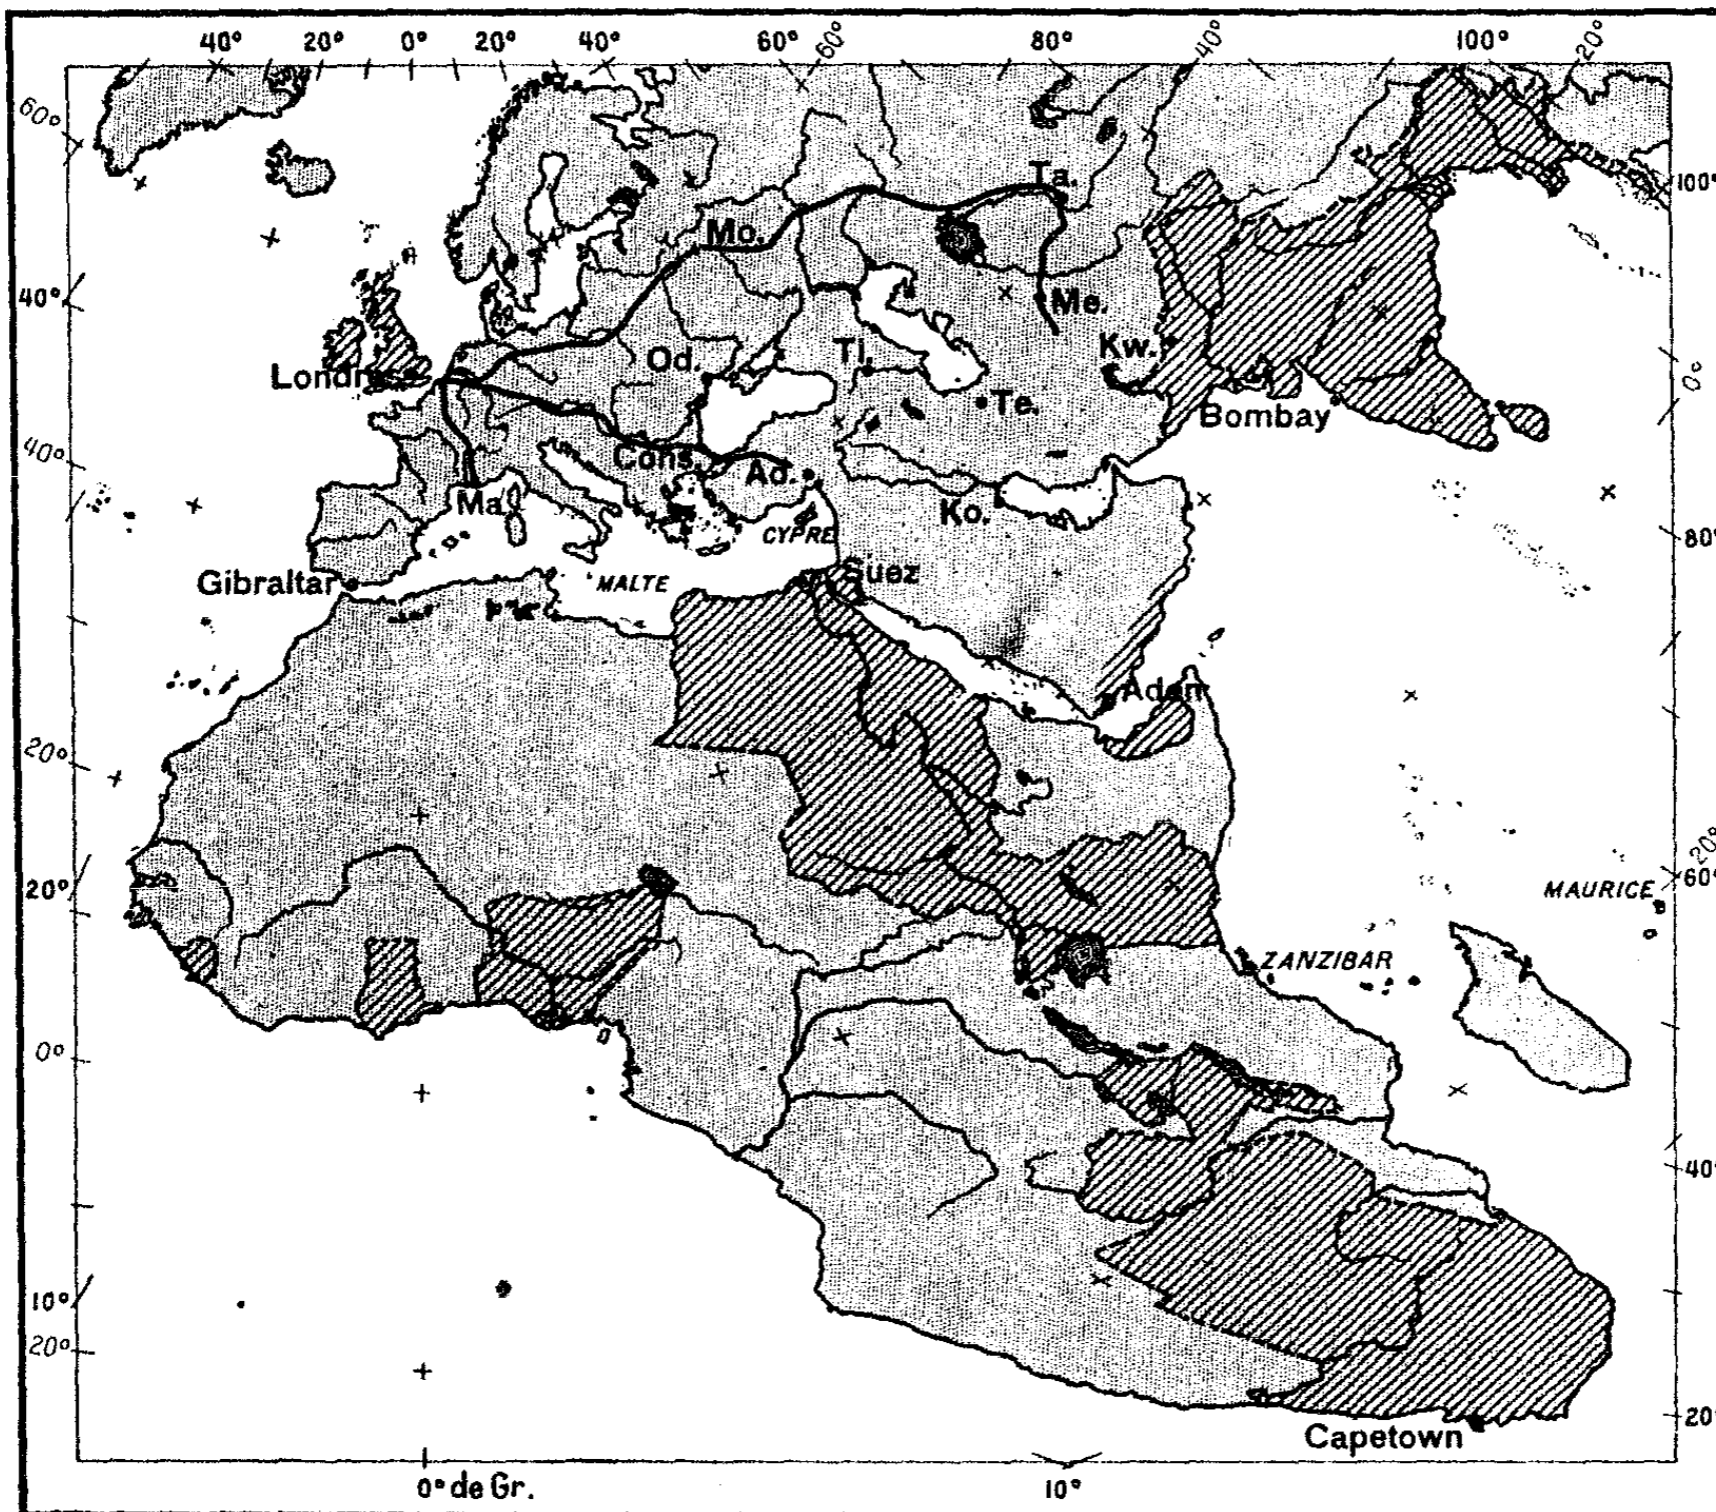 40° 20° 0° 20° 40° 60° 60° 80° 40° 100° 20°
60°
100°
Ta.
Mo.
40°
Me.
Kw.
Od.
Ti.
Londres
0°
Te.
Bombay
40°
Cons.
Ad.
Ma
Ko.
CYPRE
80°
Suez
Gibraltar
MALTE
Aden
20°
20°
60°
20°
MAURICE
ZANZIBAR
0°
40°
10°
20°
20°
Capetown
0° de Gr.
10°